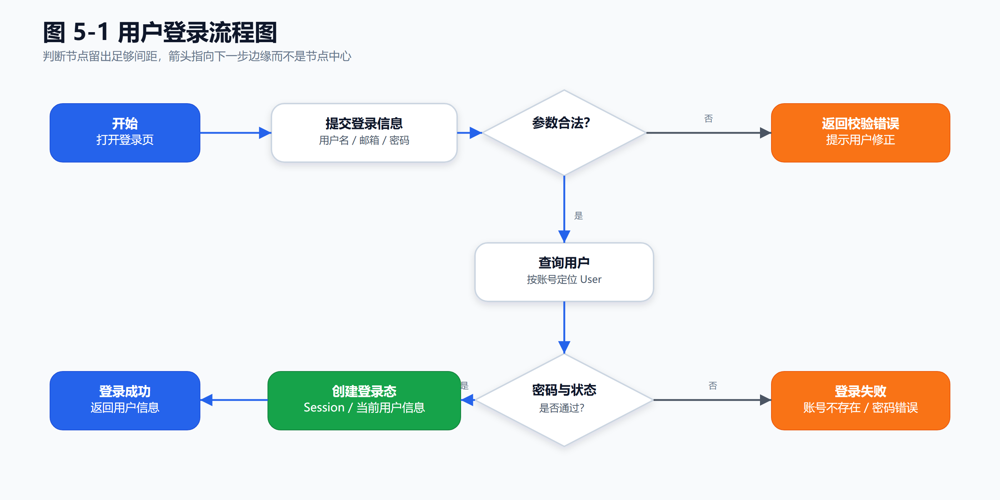 图 5-1 用户登录流程图
判断节点留出足够间距，箭头指向下一步边缘而不是节点中心
开始
打开登录页
提交登录信息
用户名 / 邮箱 / 密码
参数合法？
否
返回校验错误
提示用户修正
是
查询用户
按账号定位 User
登录成功
返回用户信息
创建登录态
Session / 当前用户信息
是
密码与状态
是否通过？
否
登录失败
账号不存在 / 密码错误